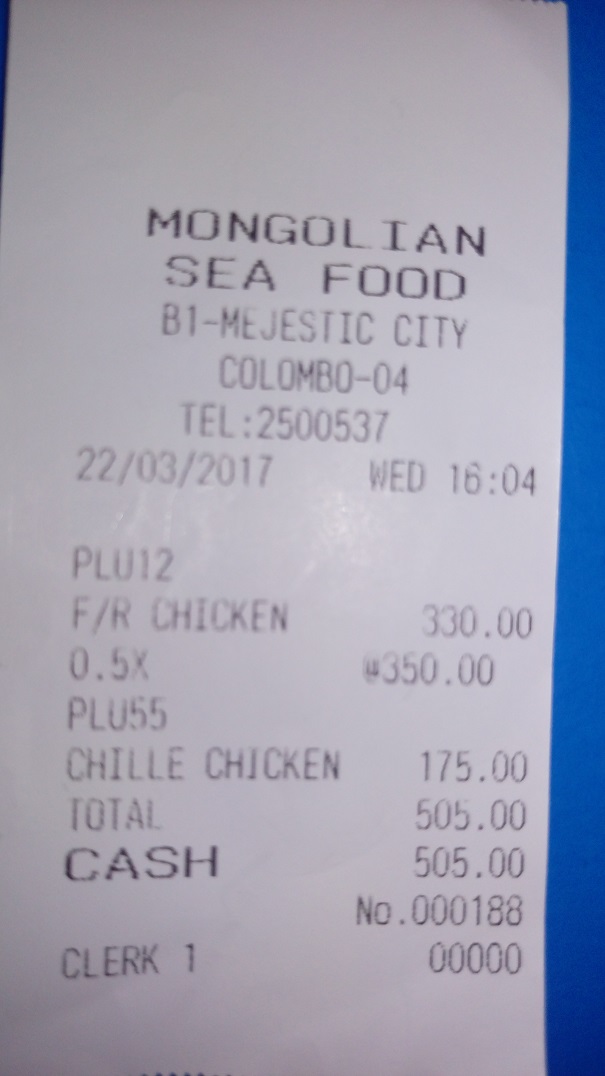 MONGOLIAN
SEA FOOD
B1-MEJESTIC CITY
COLOMBO-04
TEL:2500537
22/03/2017 WED 16:04
PLU12
F/R CHICKEN 330.00
0.5X @350.00
PLU55
CHILLE CHICKEN 175.00
TOTAL 505.00
CASH 505.00
No.000188
CLERK 1 00000